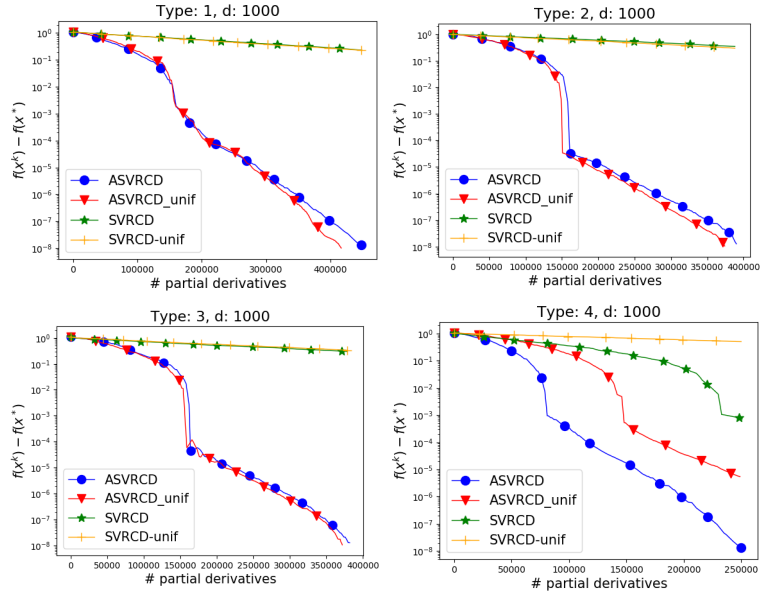 Type: 1, d: 1000
f(x^k) − f(x^*)
10^0
10^-1
10^-2
10^-3
10^-4
10^-5
10^-6
10^-7
10^-8
ASVRCD
ASVRCD_unif
SVRCD
SVRCD-unif
0 100000 200000 300000 400000
# partial derivatives
Type: 2, d: 1000
f(x^k) − f(x^*)
10^0
10^-1
10^-2
10^-3
10^-4
10^-5
10^-6
10^-7
10^-8
ASVRCD
ASVRCD_unif
SVRCD
SVRCD-unif
0 50000 100000 150000 200000 250000 300000 350000 400000
# partial derivatives
Type: 3, d: 1000
f(x^k) − f(x^*)
10^0
10^-1
10^-2
10^-3
10^-4
10^-5
10^-6
10^-7
10^-8
ASVRCD
ASVRCD_unif
SVRCD
SVRCD-unif
0 50000 100000 150000 200000 250000 300000 350000 400000
# partial derivatives
Type: 4, d: 1000
f(x^k) − f(x^*)
10^0
10^-1
10^-2
10^-3
10^-4
10^-5
10^-6
10^-7
10^-8
ASVRCD
ASVRCD_unif
SVRCD
SVRCD-unif
0 50000 100000 150000 200000 250000
# partial derivatives